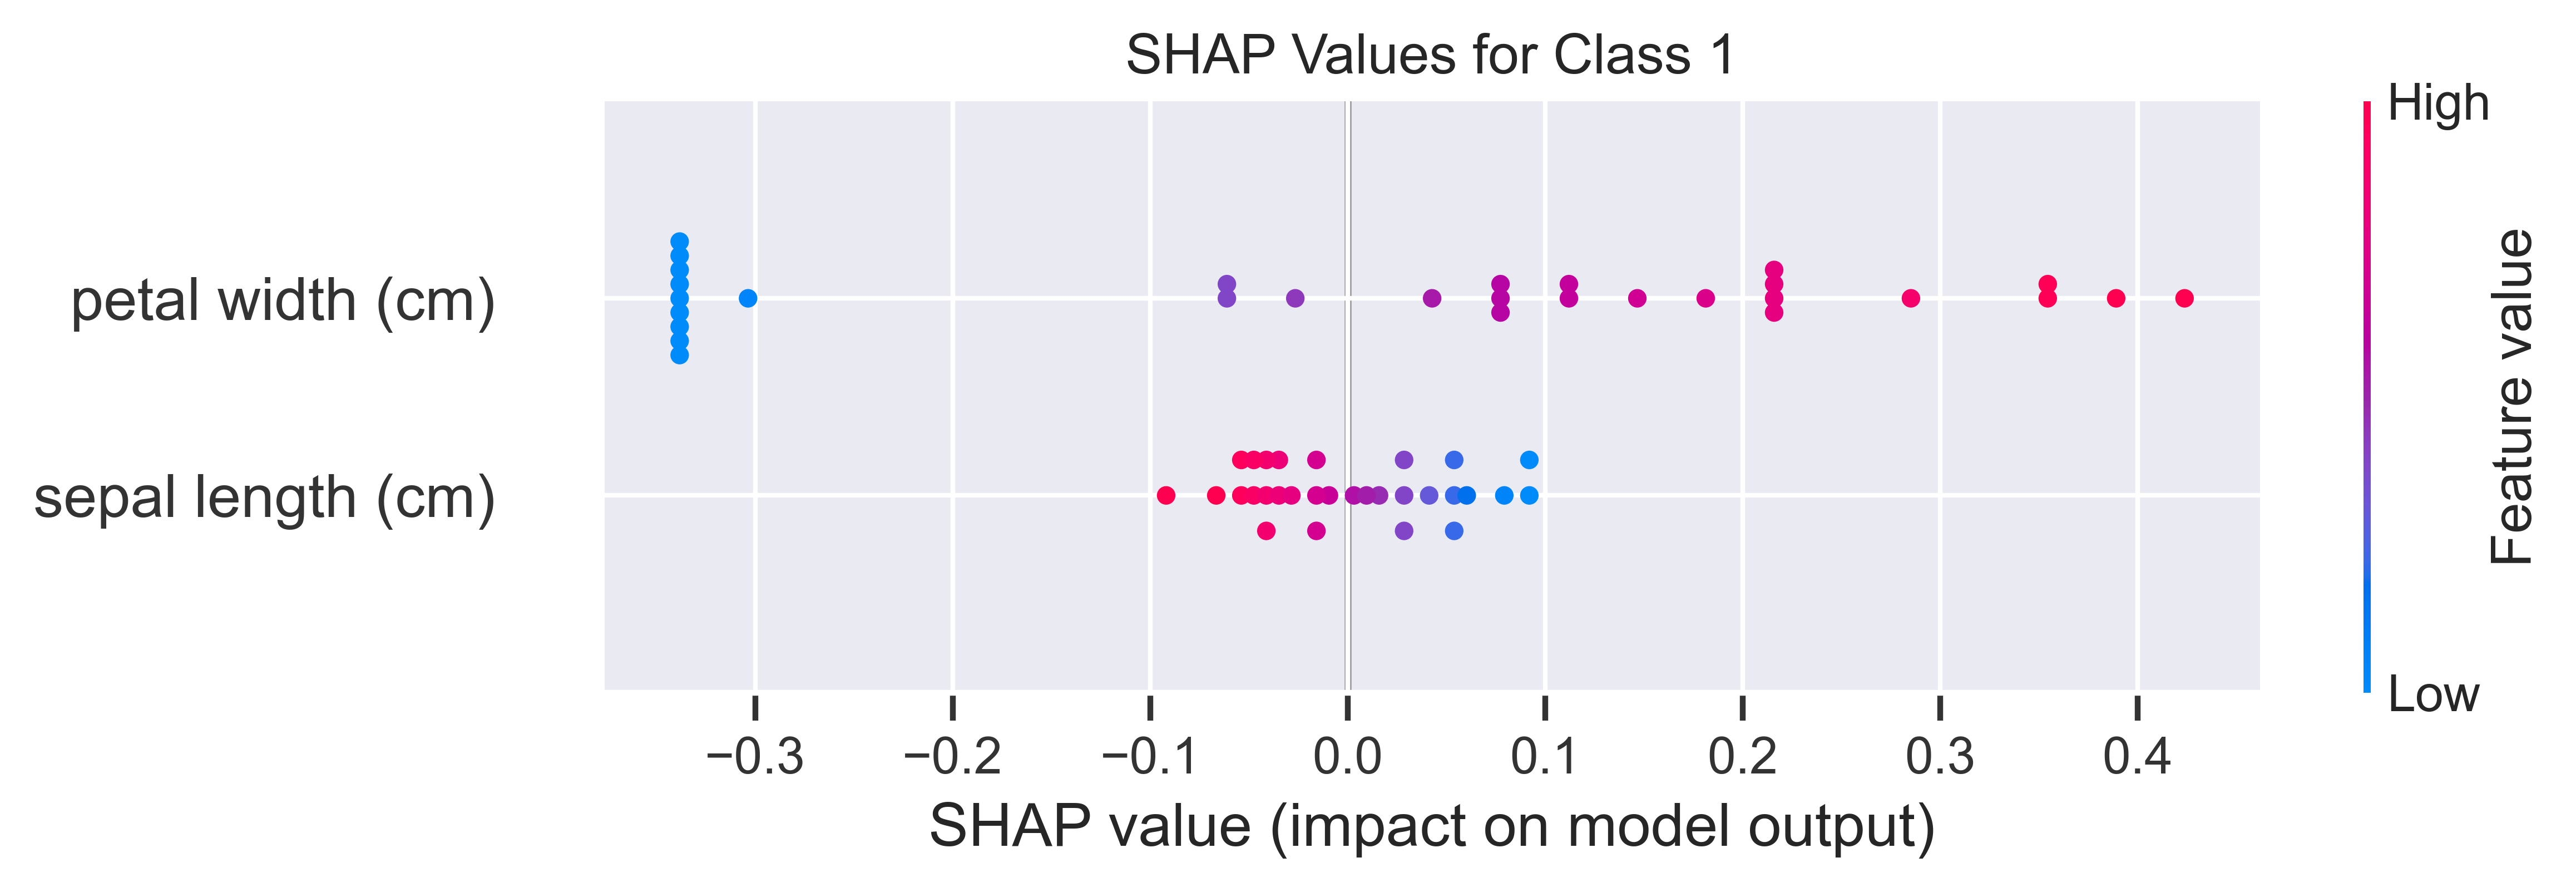 SHAP Values for Class 1
High
petal width (cm)
sepal length (cm)
Feature value
Low
−0.3 −0.2 −0.1 0.0 0.1 0.2 0.3 0.4
SHAP value (impact on model output)